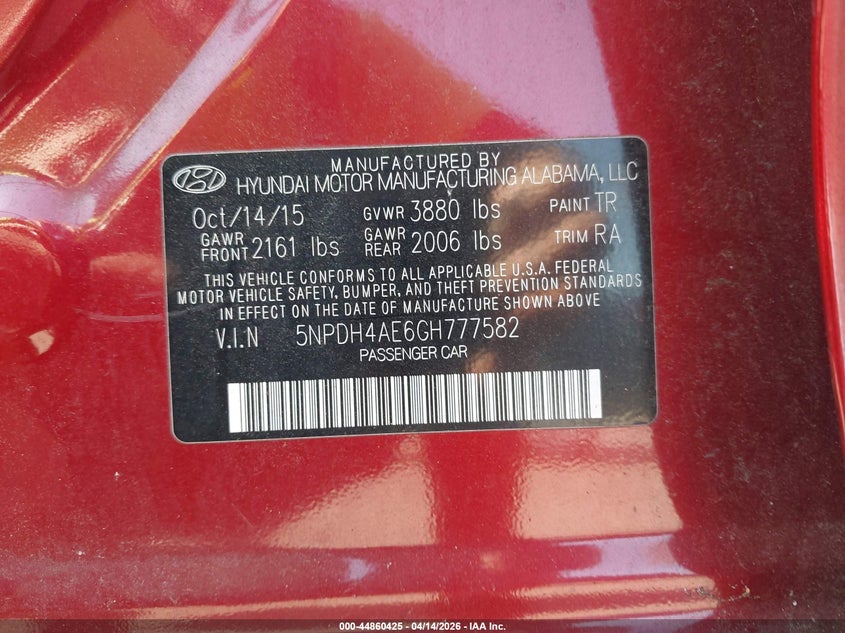 MANUFACTURED BY
HYUNDAI MOTOR MANUFACTURING ALABAMA, LLC
Oct/14/15 GVWR 3880 lbs PAINT TR
GAWR FRONT 2161 lbs GAWR REAR 2006 lbs TRIM RA
THIS VEHICLE CONFORMS TO ALL APPLICABLE U.S.A. FEDERAL
MOTOR VEHICLE SAFETY, BUMPER, AND THEFT PREVENTION STANDARDS
IN EFFECT ON THE DATE OF MANUFACTURE SHOWN ABOVE
V.I.N 5NPDH4AE6GH777582
PASSENGER CAR
000-44860425 - 04/14/2026 - IAA Inc.